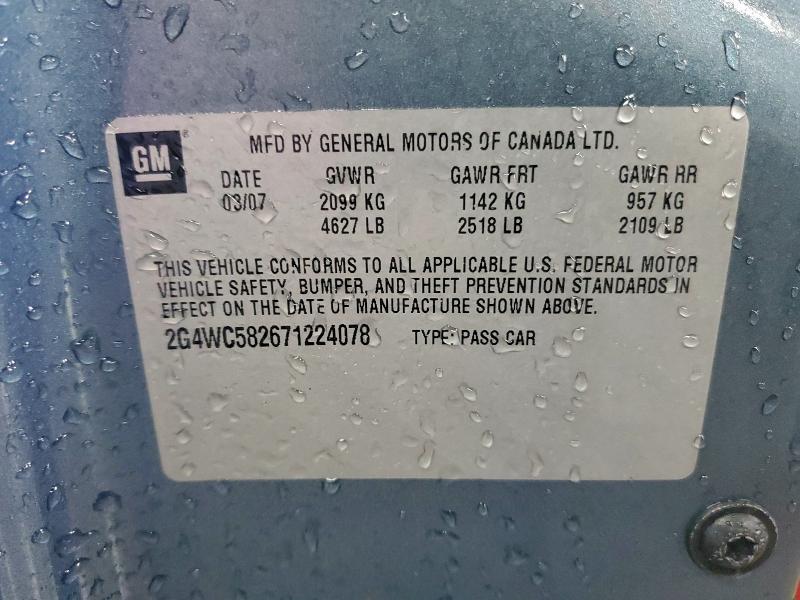 GM
MFD BY GENERAL MOTORS OF CANADA LTD.
DATE GVWR GAWR FRT GAWR RR
03/07 2099 KG 1142 KG 957 KG
4627 LB 2518 LB 2109 LB
THIS VEHICLE CONFORMS TO ALL APPLICABLE U.S. FEDERAL MOTOR
VEHICLE SAFETY, BUMPER, AND THEFT PREVENTION STANDARDS IN
EFFECT ON THE DATE OF MANUFACTURE SHOWN ABOVE.
2G4WC582671224078 TYPE: PASS CAR